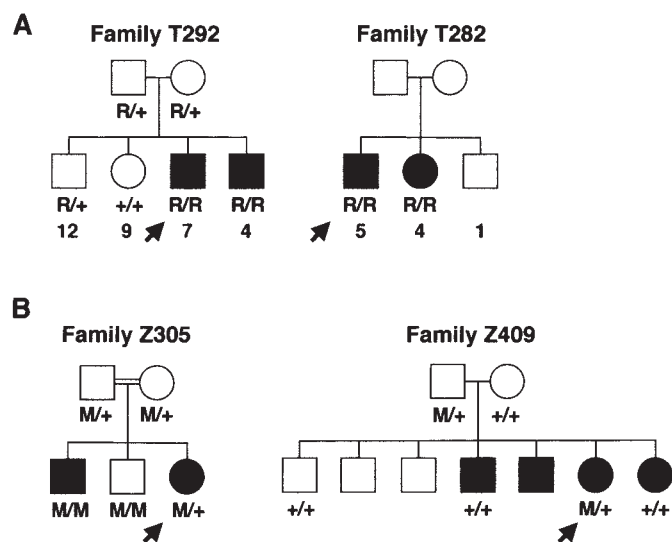 A
Family T292 Family T282
R/+ R/+
R/+ +/+ R/R R/R R/R R/R
12 9 7 4 5 4 1
B
Family Z305 Family Z409
M/+ M/+ M/+ +/+
M/M M/M M/+ +/+ M/+ +/+